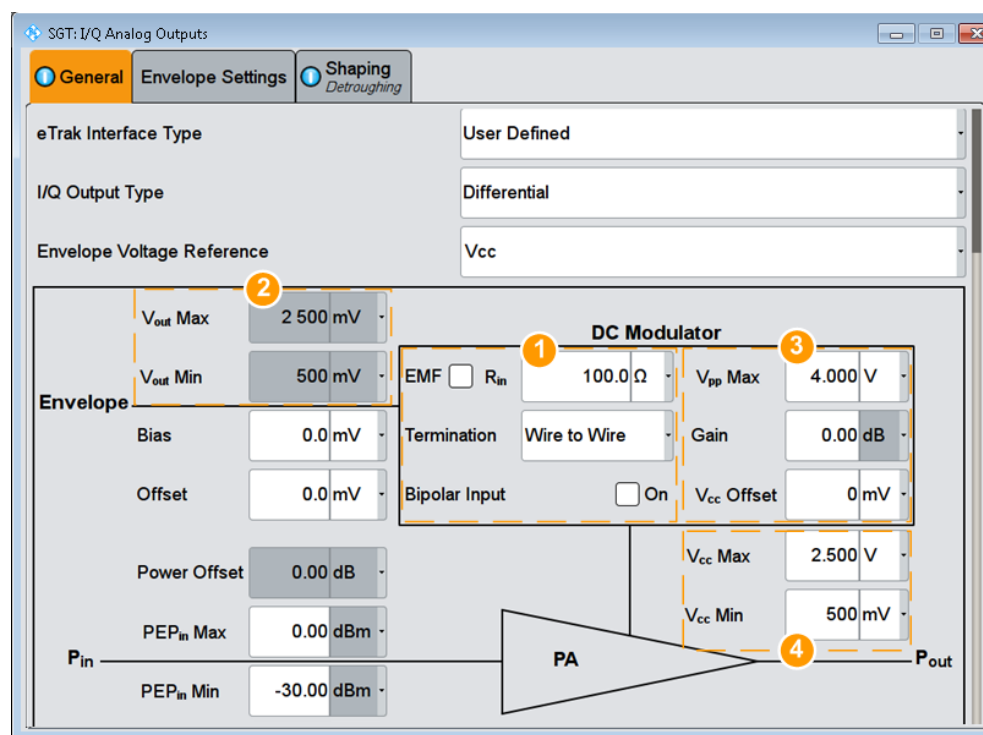 SGT: I/Q Analog Outputs
General
Envelope Settings
Shaping
Detroughing
eTrak Interface Type
User Defined
I/Q Output Type
Differential
Envelope Voltage Reference
Vcc
2
Vout Max
2 500 mV
DC Modulator
1
3
Vout Min
500 mV
EMF
Rin
100.0 Ω
Vpp Max
4.000 V
Envelope
Bias
0.0 mV
Termination
Wire to Wire
Gain
0.00 dB
Offset
0.0 mV
Bipolar Input
On
Vcc Offset
0 mV
Power Offset
0.00 dB
Vcc Max
2.500 V
PEPin Max
0.00 dBm
Vcc Min
500 mV
4
Pin
PA
Pout
PEPin Min
-30.00 dBm